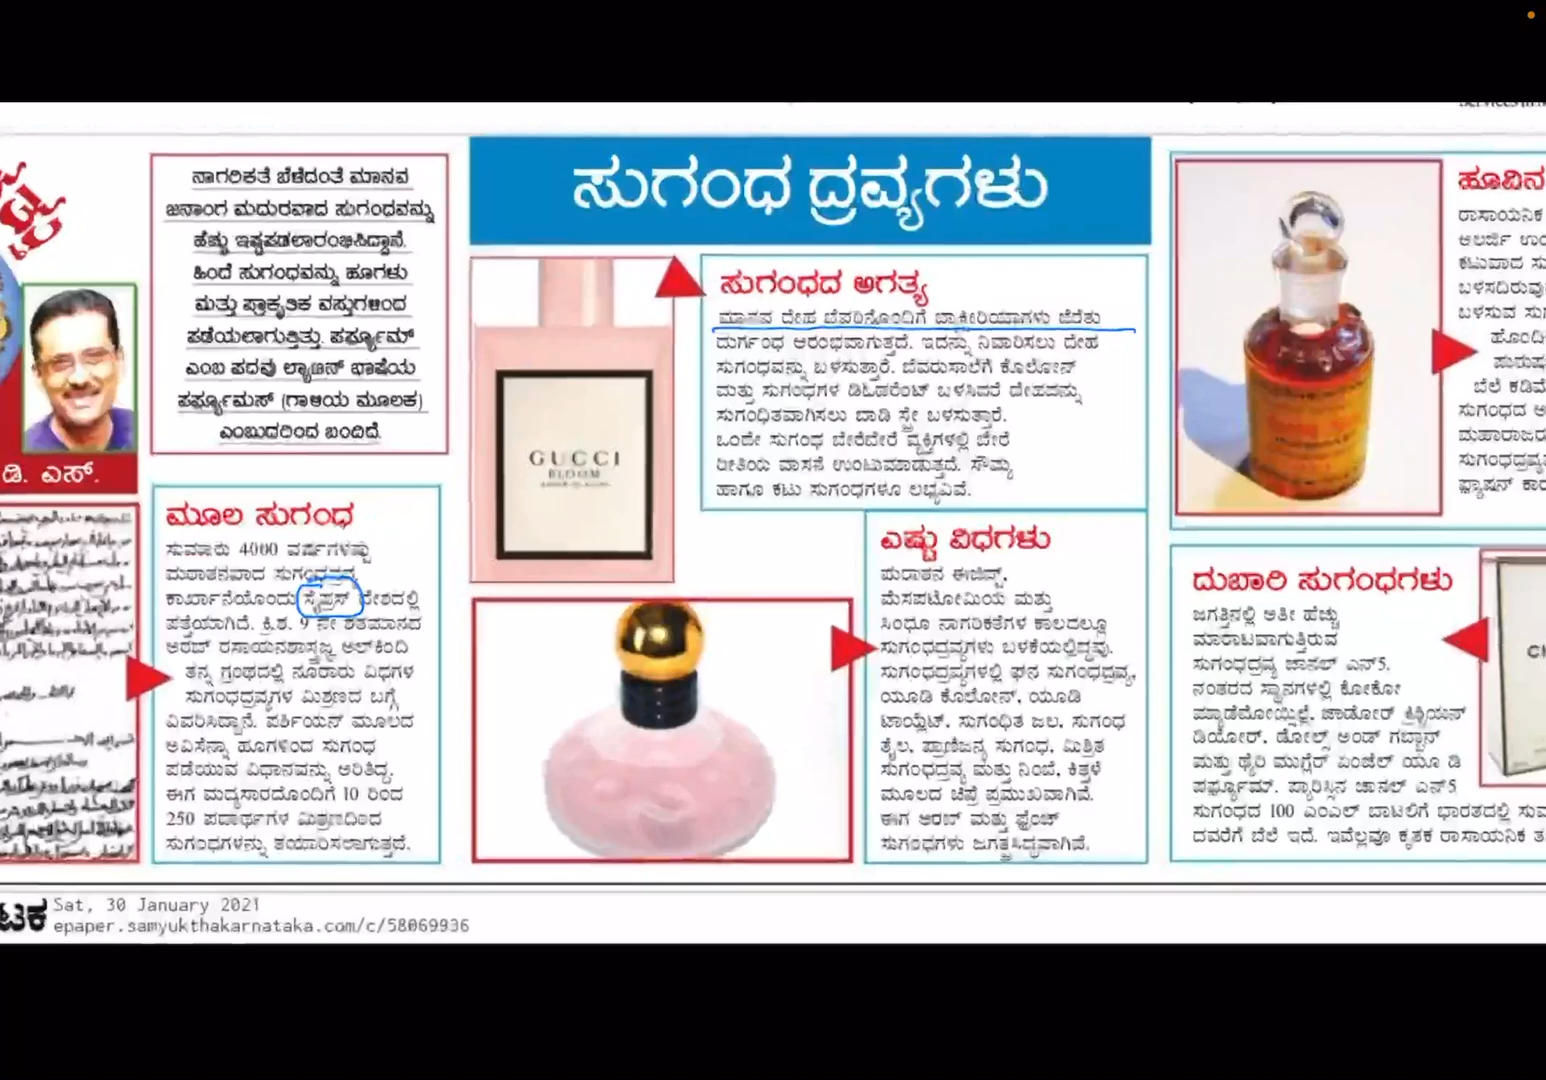 ಡಿ. ಎಸ್.
ನಾಗರಿಕತೆ ಬೆಳೆದಂತೆ ಮಾನವ
ಜನಾಂಗ ಮದುರವಾದ ಸುಗಂಧವನ್ನು
ಹೆಚ್ಚು ಇಷ್ಟಪಡಲಾರಂಭಿಸಿದ್ದಾನೆ.
ಹಿಂದೆ ಸುಗಂಧವನ್ನು ಹೂಗಳು
ಮತ್ತು ಪ್ರಾಕೃತಿಕ ವಸ್ತುಗಳಿಂದ
ಪಡೆಯಲಾಗುತ್ತಿತ್ತು. ಪರ್ಫ್ಯೂಮ್
ಎಂಬ ಪದವು ಲ್ಯಾಟಿನ್ ಭಾಷೆಯ
ಪರ್ಫ್ಯೂಮಸ್ (ಗಾಳಿಯ ಮೂಲಕ)
ಎಂಬುದರಿಂದ ಬಂದಿದೆ.
ಮೂಲ ಸುಗಂಧ
ಸುಮಾರು 4000 ವರ್ಷಗಳಷ್ಟು
ಪುರಾತನವಾದ
ಕಾರ್ಖಾನೆಯೊಂದು ಸೈಪ್ರಸ್ ದೇಶದಲ್ಲಿ
ಪತ್ತೆಯಾಗಿದೆ. ಕ್ರಿ.ಶ. 9 ನೇ ಶತಮಾನದ
ಅರಬ್ ರಸಾಯನಶಾಸ್ತ್ರಜ್ಞ ಅಲ್‌ಕಿಂದಿ
ತನ್ನ ಗ್ರಂಥದಲ್ಲಿ ನೂರಾರು ವಿಧಗಳ
ಸುಗಂಧದ್ರವ್ಯಗಳ ಮಿಶ್ರಣದ ಬಗ್ಗೆ
ವಿವರಿಸಿದ್ದಾನೆ. ಪರ್ಶಿಯನ್ ಮೂಲದ
ಅವಿಸೆನ್ನಾ ಹೂಗಳಿಂದ ಸುಗಂಧ
ಪಡೆಯುವ ವಿಧಾನವನ್ನು ಅರಿತಿದ್ದ.
ಈಗ ಮದ್ಯಸಾರದೊಂದಿಗೆ 10 ರಿಂದ
250 ಪದಾರ್ಥಗಳ ಮಿಶ್ರಣದಿಂದ
ಸುಗಂಧಗಳನ್ನು ತಯಾರಿಸಲಾಗುತ್ತದೆ.
ಸುಗಂಧ ದ್ರವ್ಯಗಳು
GUCCI
BLOOM
ಸುಗಂಧದ ಅಗತ್ಯ
ಮಾನವ ದೇಹ ಬೆವರಿನೊಂದಿಗೆ ಬ್ಯಾಕ್ಟೀರಿಯಾಗಳು ಬೆರೆತು
ದುರ್ಗಂಧ ಆರಂಭವಾಗುತ್ತದೆ. ಇದನ್ನು ನಿವಾರಿಸಲು ದೇಹ
ಸುಗಂಧವನ್ನು ಬಳಸುತ್ತಾರೆ. ಬೆವರುಸಾಲೆಗೆ ಕೊಲೋನ್
ಮತ್ತು ಸುಗಂಧಗಳ ಡಿಓಡರೆಂಟ್ ಬಳಸಿದರೆ ದೇಹವನ್ನು
ಸುಗಂಧಿತವಾಗಿಸಲು ಬಾಡಿ ಸ್ಪ್ರೇ ಬಳಸುತ್ತಾರೆ.
ಒಂದೇ ಸುಗಂಧ ಬೇರೆಬೇರೆ ವ್ಯಕ್ತಿಗಳಲ್ಲಿ ಬೇರೆ
ರೀತಿಯ ವಾಸನೆ ಉಂಟುಮಾಡುತ್ತದೆ. ಸೌಮ್ಯ
ಹಾಗೂ ಕಟು ಸುಗಂಧಗಳೂ ಲಭ್ಯವಿವೆ.
ಎಷ್ಟು ವಿಧಗಳು
ಪುರಾತನ ಈಜಿಪ್ಟ್,
ಮೆಸಪಟೋಮಿಯ ಮತ್ತು
ಸಿಂಧೂ ನಾಗರಿಕತೆಗಳ ಕಾಲದಲ್ಲೂ
ಸುಗಂಧದ್ರವ್ಯಗಳು ಬಳಕೆಯಲ್ಲಿದ್ದವು.
ಸುಗಂಧದ್ರವ್ಯಗಳಲ್ಲಿ ಘನ ಸುಗಂಧದ್ರವ್ಯ,
ಯೂಡಿ ಕೊಲೋನ್, ಯೂಡಿ
ಟಾಯ್ಲೆಟ್, ಸುಗಂಧಿತ ಜಲ, ಸುಗಂಧ
ತೈಲ, ಪ್ರಾಣಿಜನ್ಯ ಸುಗಂಧ, ಮಿಶ್ರಿತ
ಸುಗಂಧದ್ರವ್ಯ ಮತ್ತು ನಿಂಬೆ, ಕಿತ್ತಳೆ
ಮೂಲದ ಚಿಪ್ರೆ ಪ್ರಮುಖವಾಗಿವೆ.
ಈಗ ಅರಬ್ ಮತ್ತು ಫ್ರೆಂಚ್
ಸುಗಂಧಗಳು ಜಗತ್ಪ್ರಸಿದ್ಧವಾಗಿವೆ.
ಹೂವಿನ
ರಾಸಾಯನಿಕ
ಅಲರ್ಜಿ
ಕಟುವಾದ
ಬಳಸುವ
ಬೆಲೆ
ಸುಗಂಧದ
ದುಬಾರಿ ಸುಗಂಧಗಳು
ಜಗತ್ತಿನಲ್ಲಿ ಅತೀ ಹೆಚ್ಚು
ಮಾರಾಟವಾಗುತ್ತಿರುವ
ಸುಗಂಧದ್ರವ್ಯ ಚಾನಲ್ ಎನ್5.
ನಂತರದ ಸ್ಥಾನಗಳಲ್ಲಿ ಕೋಕೋ
ಮ್ಯಾಡೆಮೋಯ್ಸಿಲ್ಲೆ, ಜಾಡೋರ್ ಕ್ರಿಶ್ಚಿಯನ್
ಡಿಯೋರ್, ಡೋಲ್ಸ್ ಅಂಡ್ ಗಬ್ಬಾನ್
ಮತ್ತು ಥೈರಿ ಮುಗ್ಲೆರ್ ಏಂಜೆಲ್ ಯೂ ಡಿ
ಪರ್ಫ್ಯೂಮ್. ಪ್ಯಾರಿಸ್ಸಿನ ಚಾನಲ್ ಎನ್5
ಸುಗಂಧದ 100 ಎಂಎಲ್ ಬಾಟಲಿಗೆ ಭಾರತದಲ್ಲಿ
ದವರೆಗೆ ಬೆಲೆ ಇದೆ. ಇವೆಲ್ಲವೂ ಕೃತಕ ರಾಸಾಯನಿಕ
Sat, 30 January 2021
epaper.samyukthakarnataka.com/c/58069936